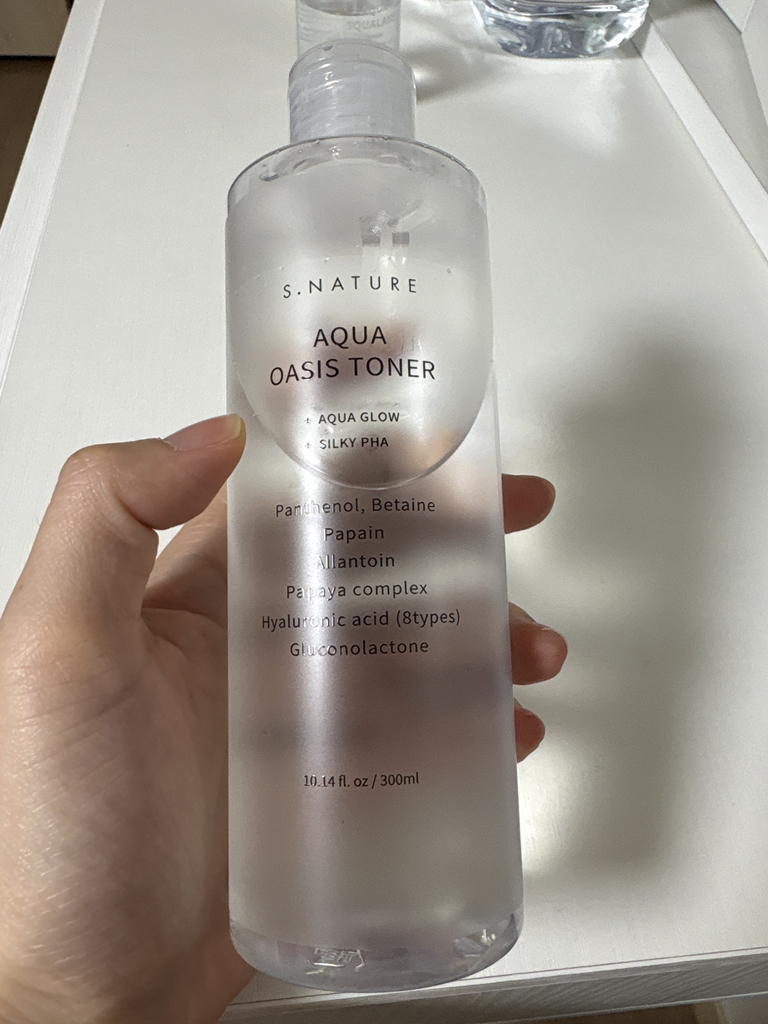 S.NATURE
AQUA
OASIS TONER
+ AQUA GLOW
+ SILKY PHA
Panthenol, Betaine
Papain
Allantoin
Papaya complex
Hyaluronic acid (8types)
Gluconolactone
10.14 fl. oz / 300ml